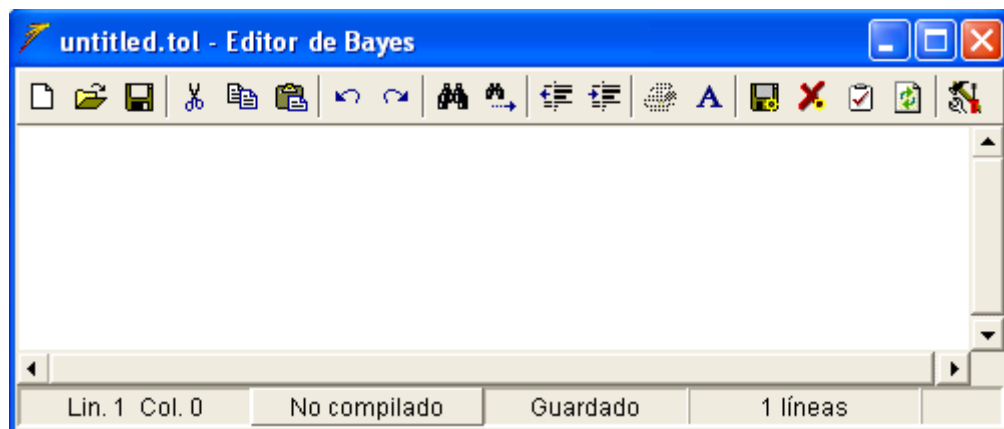 untitled.tol - Editor de Bayes
A
Lin. 1 Col. 0 No compilado Guardado 1 líneas